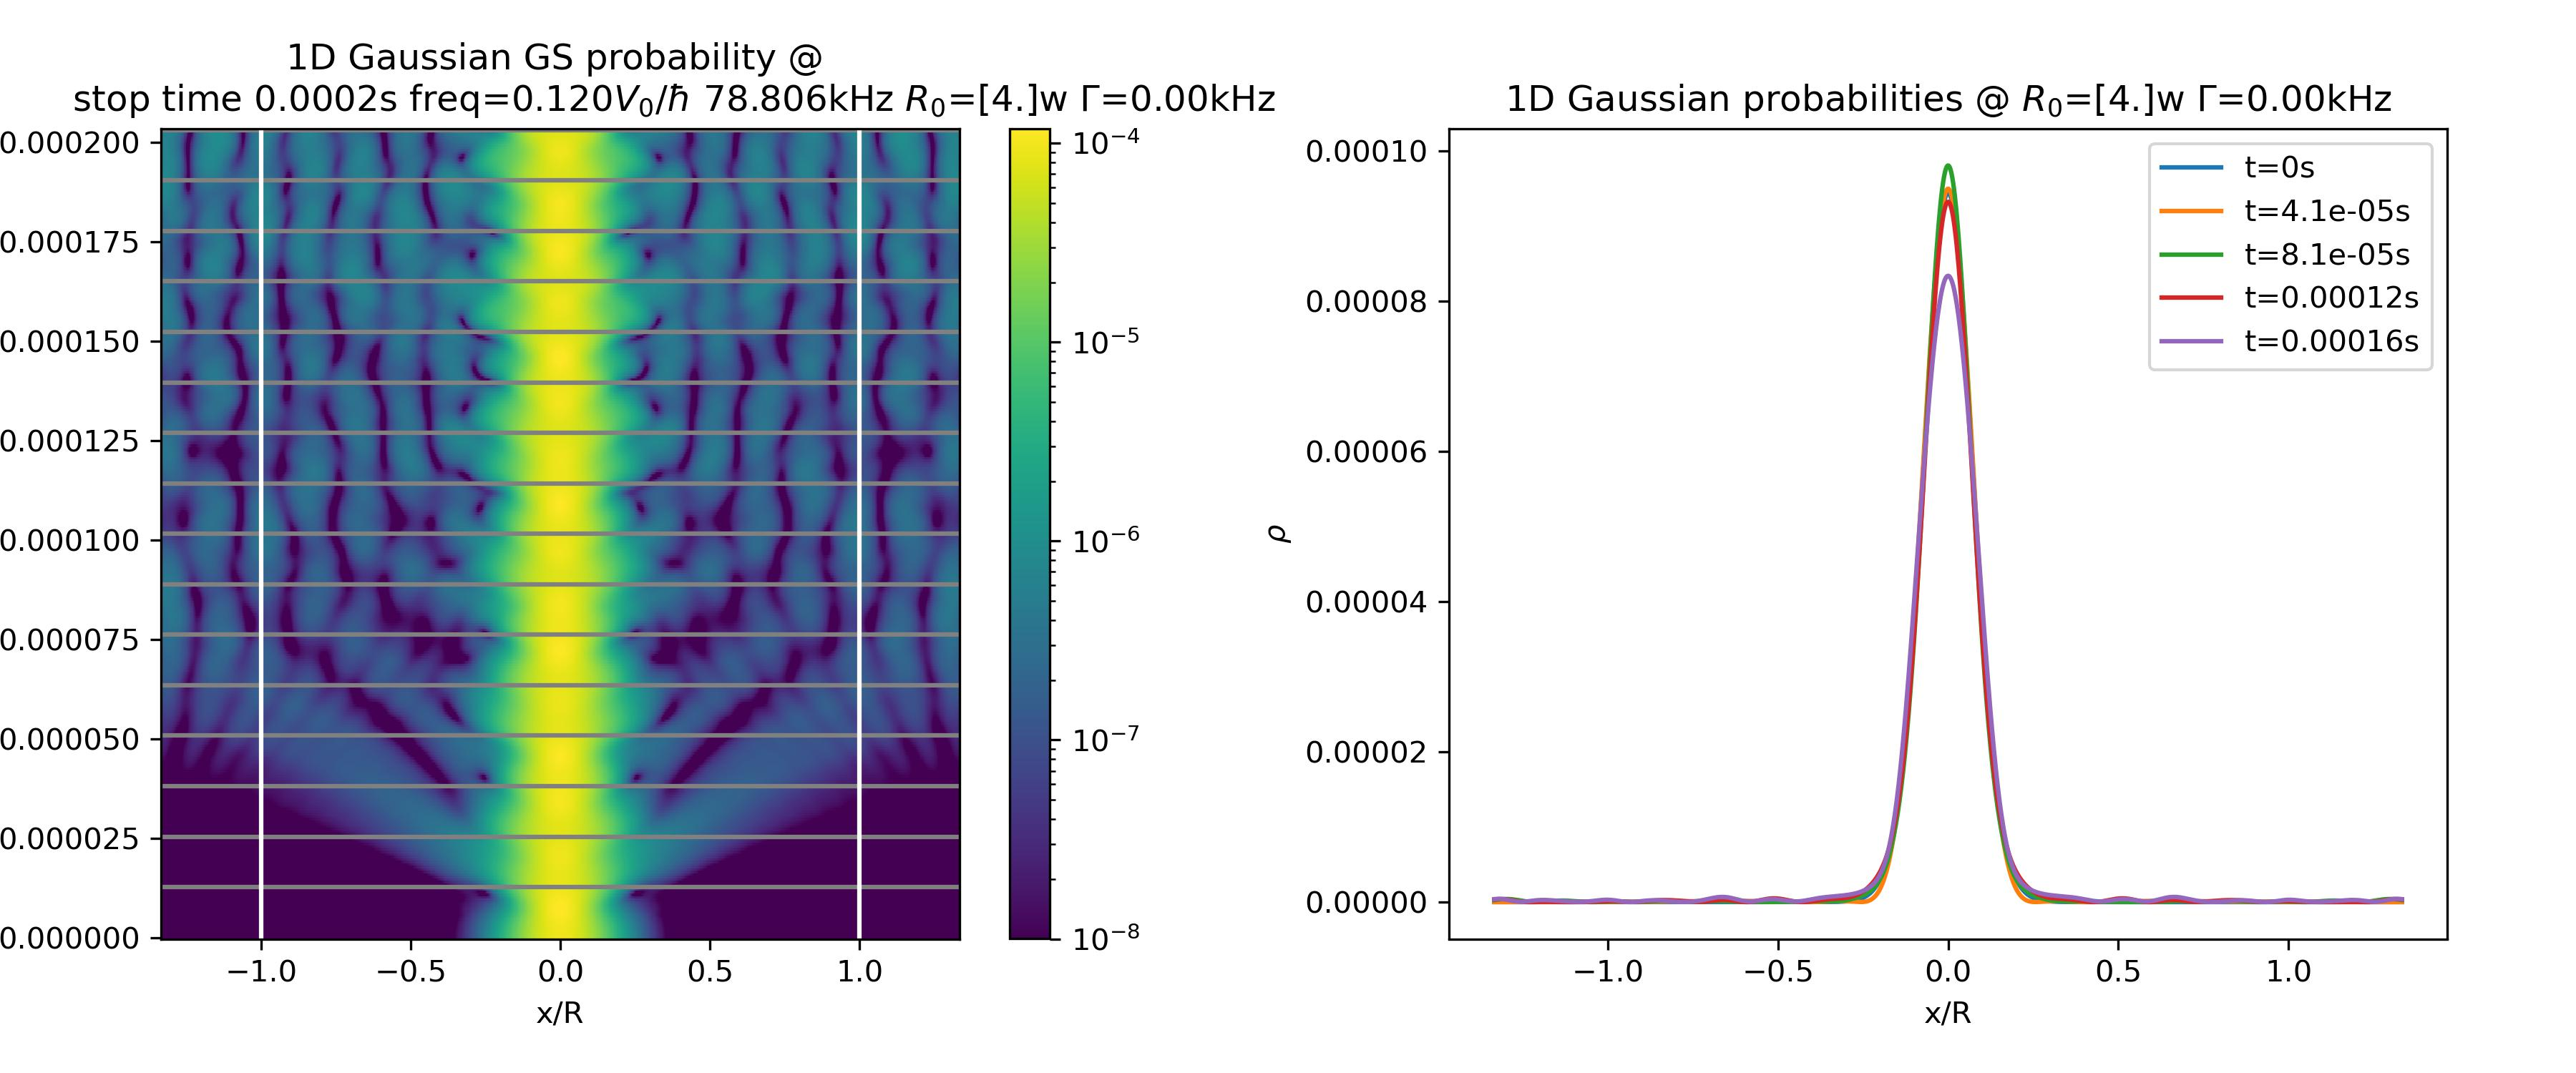 1D Gaussian GS probability @
stop time 0.0002s freq=0.120V₀/ℏ 78.806kHz R₀=[4.]w Γ=0.00kHz
0.000200
0.000175
0.000150
0.000125
0.000100
0.000075
0.000050
0.000025
0.000000
−1.0
−0.5
0.0
0.5
1.0
x/R
10⁻⁴
10⁻⁵
10⁻⁶
10⁻⁷
10⁻⁸
1D Gaussian probabilities @ R₀=[4.]w Γ=0.00kHz
ρ
0.00010
0.00008
0.00006
0.00004
0.00002
0.00000
t=0s
t=4.1e-05s
t=8.1e-05s
t=0.00012s
t=0.00016s
−1.0
−0.5
0.0
0.5
1.0
x/R